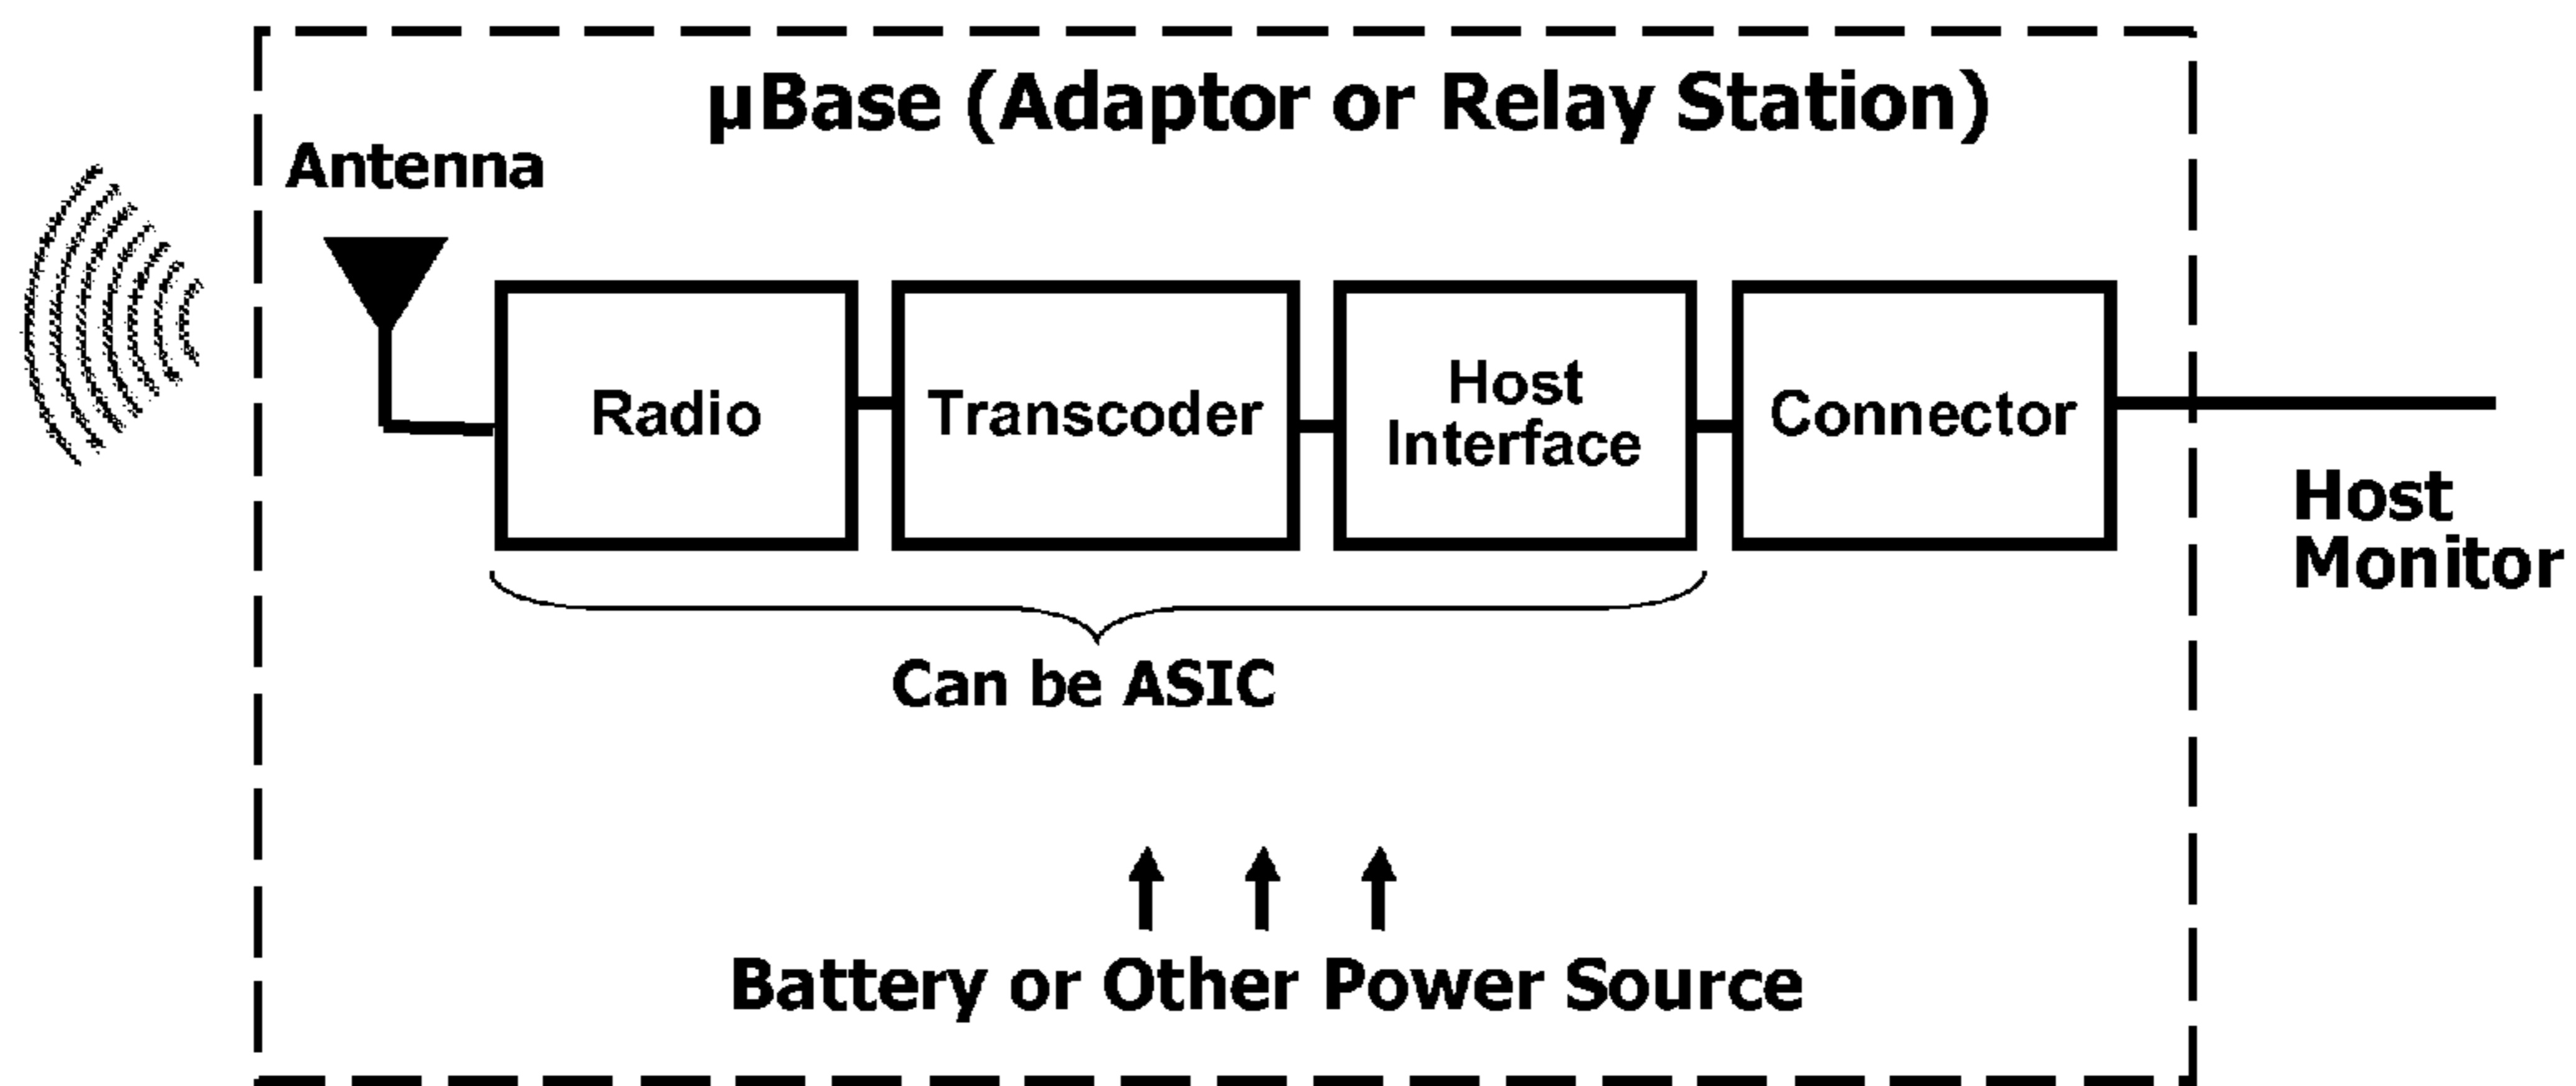 µBase (Adaptor or Relay Station)
Antenna
Radio
Transcoder
Host
Interface
Connector
Host
Monitor
Can be ASIC
Battery or Other Power Source